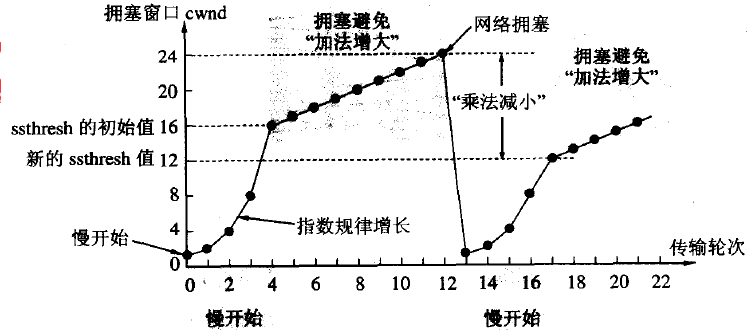 拥塞窗口 cwnd
拥塞避免
“加法增大”
网络拥塞
拥塞避免
“加法增大”
24
20
“乘法减小”
ssthresh 的初始值 16
新的 ssthresh 值 12
8
4
0
指数规律增长
慢开始
传输轮次
0 2 4 6 8 10 12 14 16 18 20 22
慢开始
慢开始